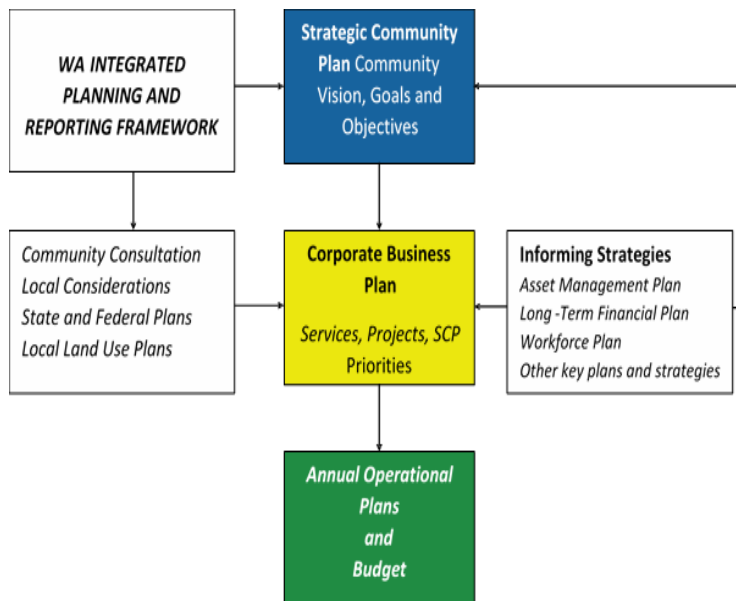 WA INTEGRATED
PLANNING AND
REPORTING FRAMEWORK
Strategic Community
Plan Community
Vision, Goals and
Objectives
Community Consultation
Local Considerations
State and Federal Plans
Local Land Use Plans
Corporate Business
Plan
Services, Projects, SCP
Priorities
Informing Strategies
Asset Management Plan
Long -Term Financial Plan
Workforce Plan
Other key plans and strategies
Annual Operational
Plans
and
Budget